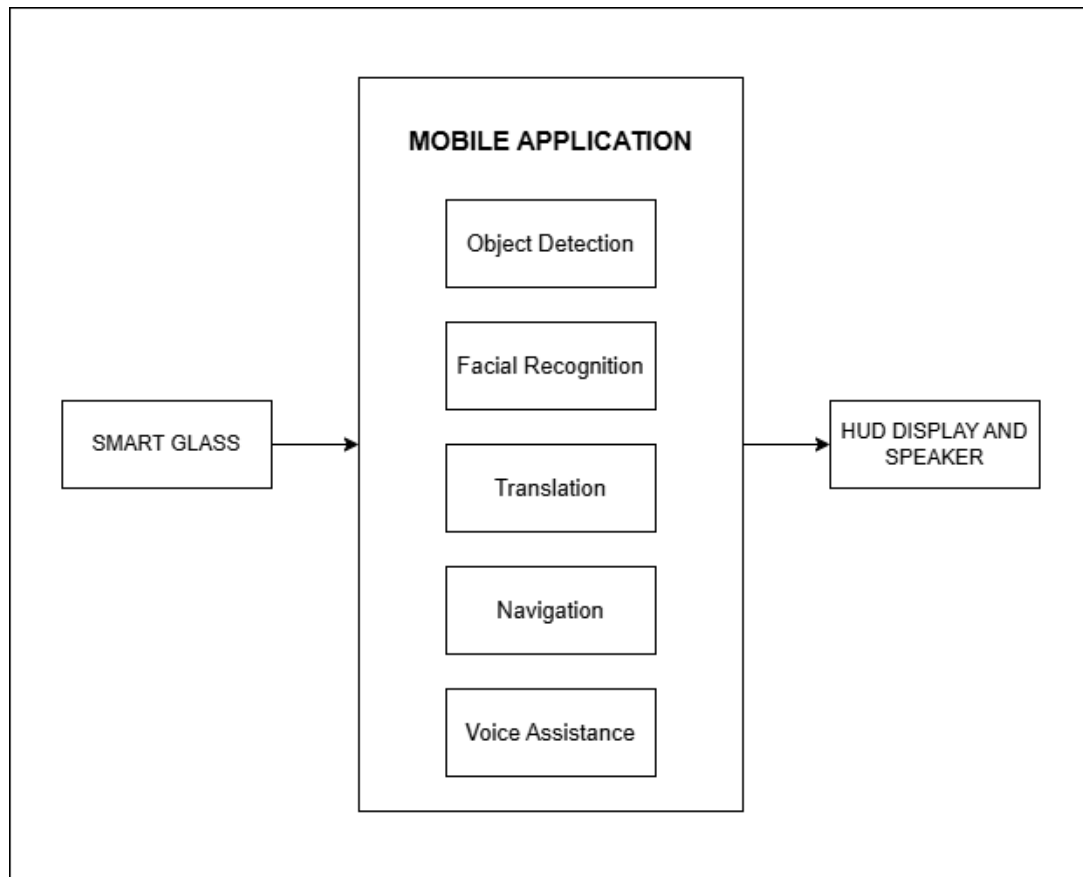 MOBILE APPLICATION
Object Detection
Facial Recognition
SMART GLASS
HUD DISPLAY AND
SPEAKER
Translation
Navigation
Voice Assistance